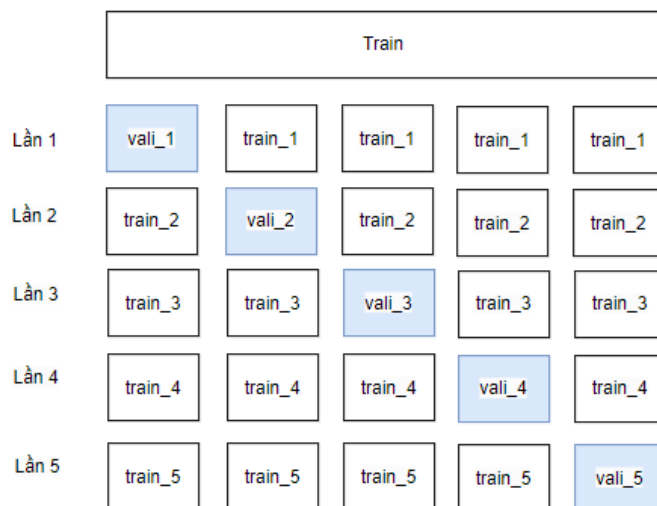 Train
Lần 1 vali_1 train_1 train_1 train_1 train_1
Lần 2 train_2 vali_2 train_2 train_2 train_2
Lần 3 train_3 train_3 vali_3 train_3 train_3
Lần 4 train_4 train_4 train_4 vali_4 train_4
Lần 5 train_5 train_5 train_5 train_5 vali_5